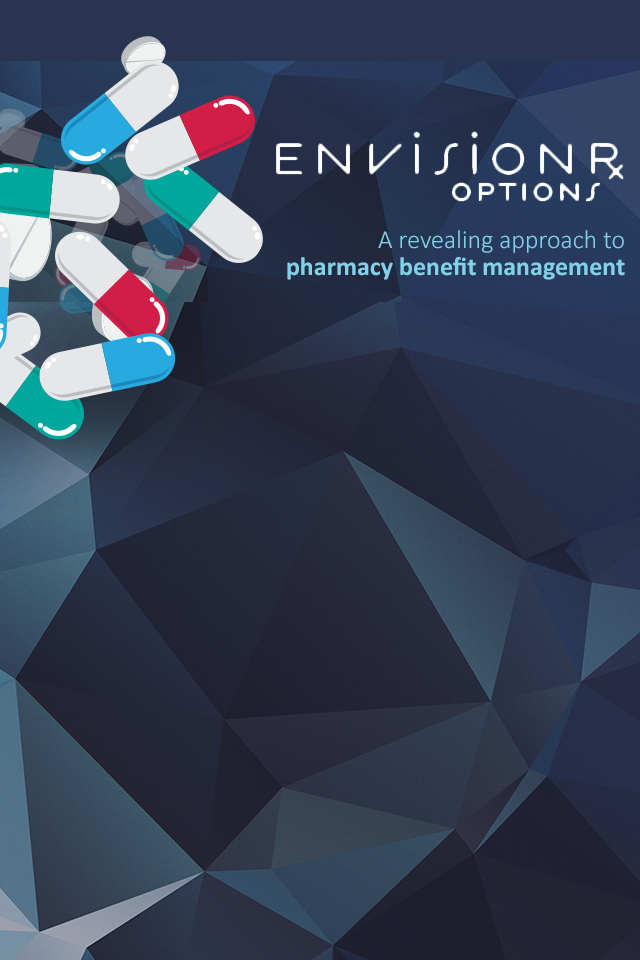 ENVISIONRx
OPTIONS
A revealing approach to
pharmacy benefit management